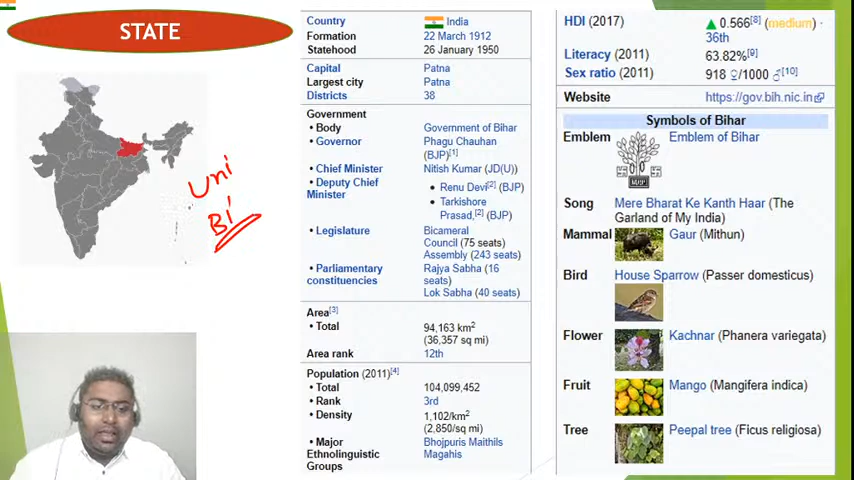 STATE
Uni
Bi
Country India
Formation 22 March 1912
Statehood 26 January 1950
Capital Patna
Largest city Patna
Districts 38
Government
• Body Government of Bihar
• Governor Phagu Chauhan
(BJP)[1]
• Chief Minister Nitish Kumar (JD(U))
• Deputy Chief
Minister
• Renu Devi[2] (BJP)
• Tarkishore
Prasad,[2] (BJP)
• Legislature Bicameral
Council (75 seats)
Assembly (243 seats)
• Parliamentary
constituencies
Rajya Sabha (16
seats)
Lok Sabha (40 seats)
Area[3]
• Total 94,163 km2
(36,357 sq mi)
Area rank 12th
Population (2011)[4]
• Total 104,099,452
• Rank 3rd
• Density 1,102/km2
(2,850/sq mi)
• Major
Ethnolinguistic
Groups
Bhojpuris Maithils
Magahis
HDI (2017) ▲ 0.566[8] (medium) ·
36th
Literacy (2011) 63.82%[9]
Sex ratio (2011) 918 ♀/1000 ♂[10]
Website https://gov.bih.nic.in
Symbols of Bihar
Emblem Emblem of Bihar
Song Mere Bharat Ke Kanth Haar (The
Garland of My India)
Mammal Gaur (Mithun)
Bird House Sparrow (Passer domesticus)
Flower Kachnar (Phanera variegata)
Fruit Mango (Mangifera indica)
Tree Peepal tree (Ficus religiosa)